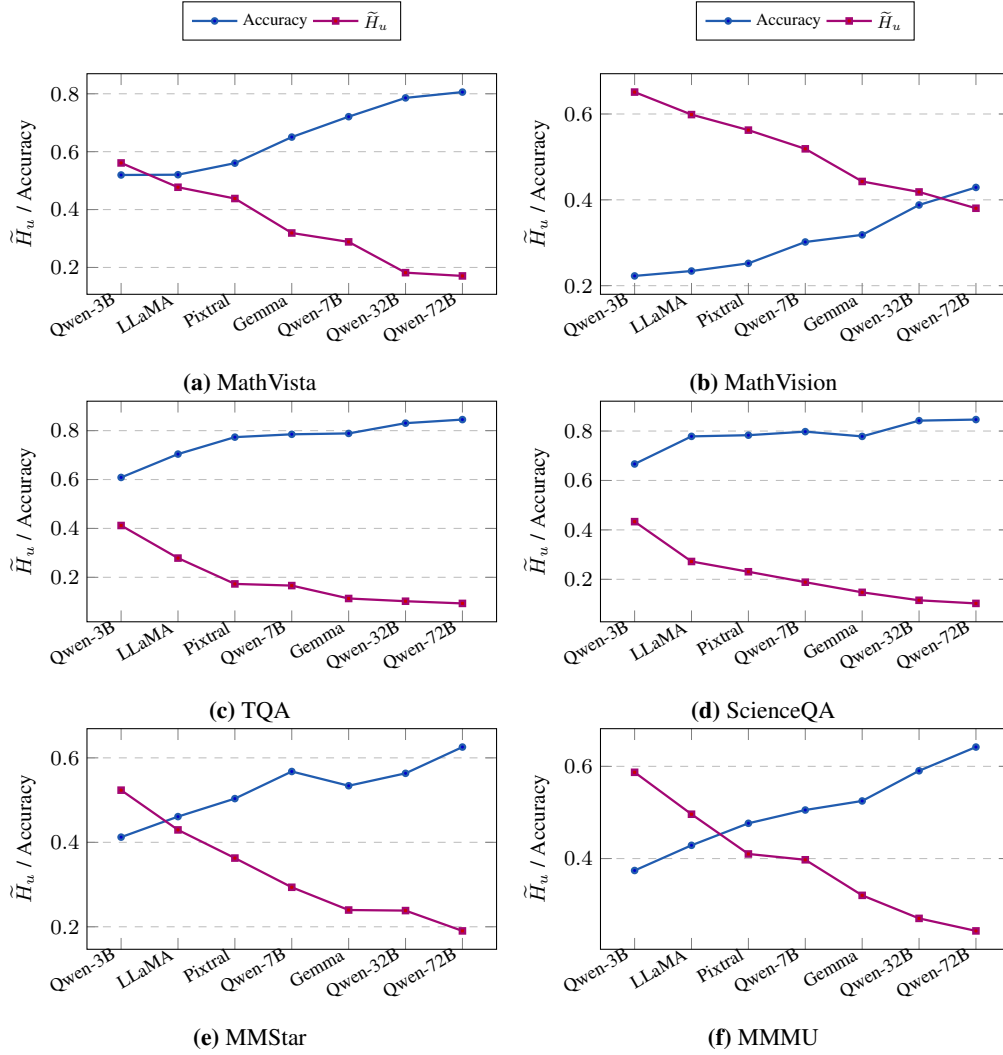 Accuracy H̃u
Accuracy H̃u
H̃u / Accuracy
0.8
0.6
0.4
0.2
Qwen-3B
LLaMA
Pixtral
Gemma
Qwen-7B
Qwen-32B
Qwen-72B
(a) MathVista
H̃u / Accuracy
0.6
0.4
0.2
Qwen-3B
LLaMA
Pixtral
Qwen-7B
Gemma
Qwen-32B
Qwen-72B
(b) MathVision
H̃u / Accuracy
0.8
0.6
0.4
0.2
Qwen-3B
LLaMA
Pixtral
Qwen-7B
Gemma
Qwen-32B
Qwen-72B
(c) TQA
H̃u / Accuracy
0.8
0.6
0.4
0.2
Qwen-3B
LLaMA
Pixtral
Qwen-7B
Gemma
Qwen-32B
Qwen-72B
(d) ScienceQA
H̃u / Accuracy
0.6
0.4
0.2
Qwen-3B
LLaMA
Pixtral
Qwen-7B
Gemma
Qwen-32B
Qwen-72B
(e) MMStar
H̃u / Accuracy
0.6
0.4
Qwen-3B
LLaMA
Pixtral
Qwen-7B
Gemma
Qwen-32B
Qwen-72B
(f) MMMU